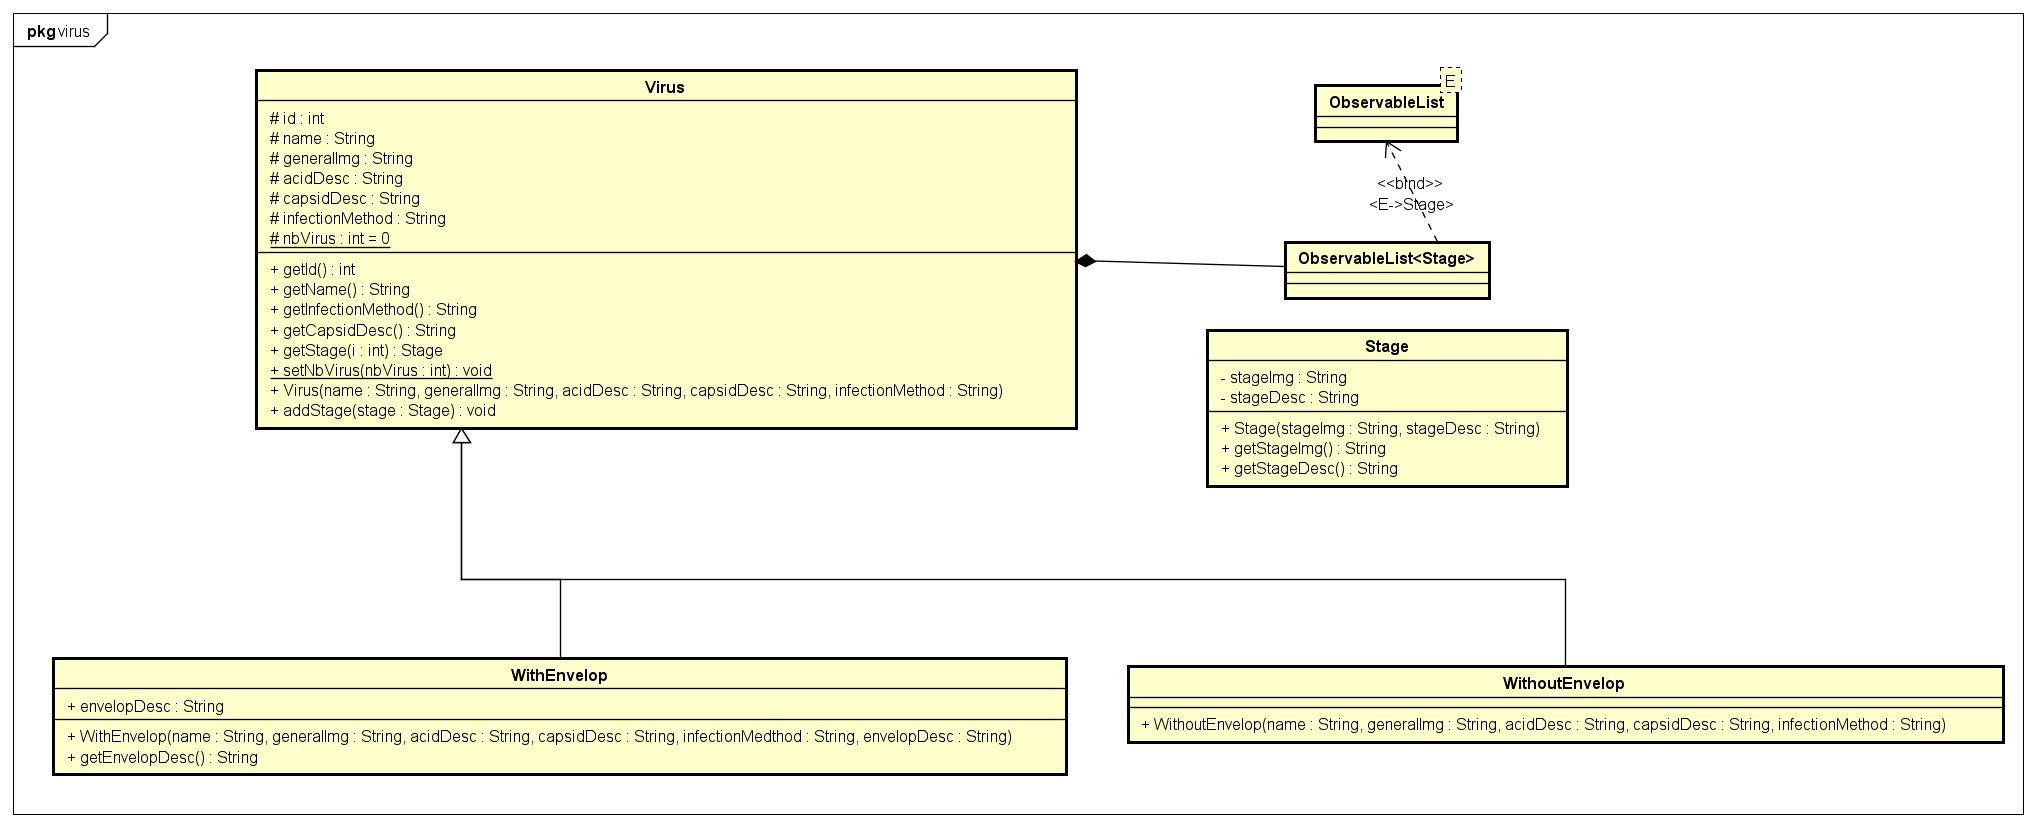 pkg virus
Virus
# id : int
# name : String
# generalImg : String
# acidDesc : String
# capsidDesc : String
# infectionMethod : String
# nbVirus : int = 0
+ getId() : int
+ getName() : String
+ getInfectionMethod() : String
+ getCapsidDesc() : String
+ getStage(i : int) : Stage
+ setNbVirus(nbVirus : int) : void
+ Virus(name : String, generalImg : String, acidDesc : String, capsidDesc : String, infectionMethod : String)
+ addStage(stage : Stage) : void
E
ObservableList
<<bind>>
<E->Stage>
ObservableList<Stage>
Stage
- stageImg : String
- stageDesc : String
+ Stage(stageImg : String, stageDesc : String)
+ getStageImg() : String
+ getStageDesc() : String
WithEnvelop
+ envelopDesc : String
+ WithEnvelop(name : String, generalImg : String, acidDesc : String, capsidDesc : String, infectionMedthod : String, envelopDesc : String)
+ getEnvelopDesc() : String
WithoutEnvelop
+ WithoutEnvelop(name : String, generalImg : String, acidDesc : String, capsidDesc : String, infectionMethod : String)